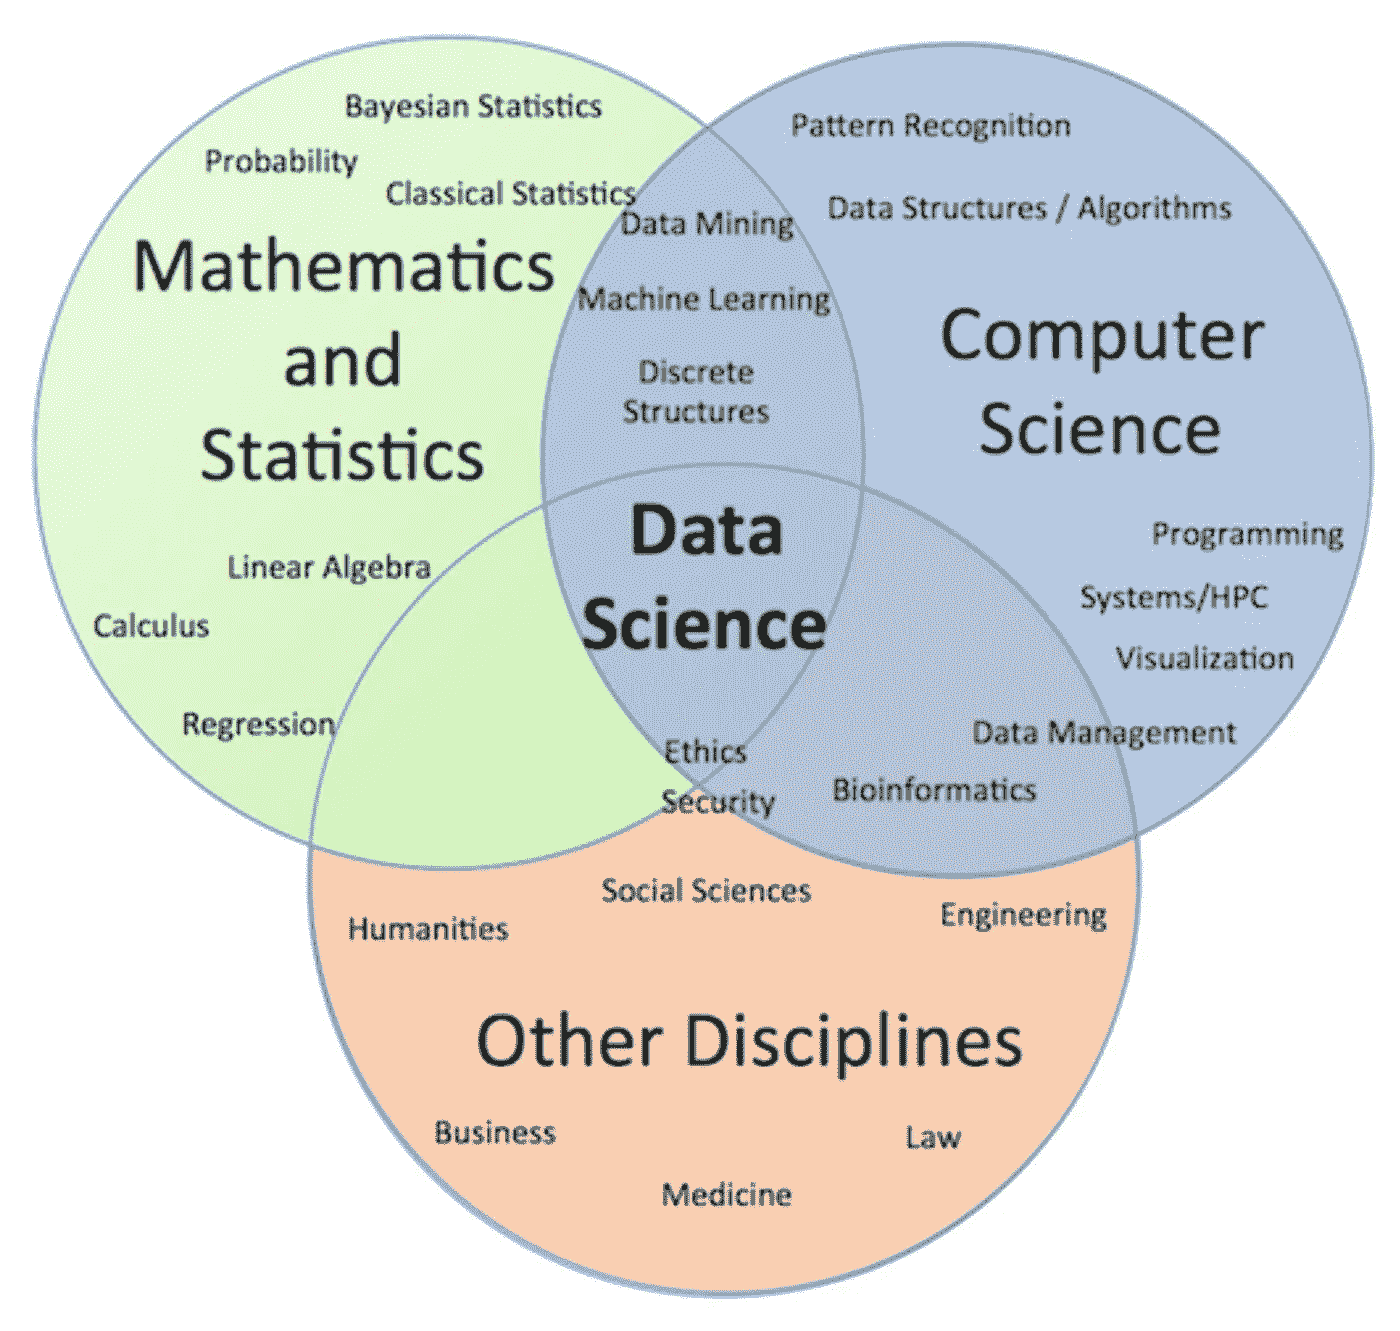 Bayesian Statistics
Probability
Classical Statistics
Mathematics
and
Statistics
Linear Algebra
Calculus
Regression
Data Mining
Machine Learning
Discrete
Structures
Pattern Recognition
Data Structures / Algorithms
Computer
Science
Programming
Systems/HPC
Visualization
Data Management
Bioinformatics
Data
Science
Ethics
Security
Social Sciences
Humanities
Engineering
Other Disciplines
Business
Law
Medicine